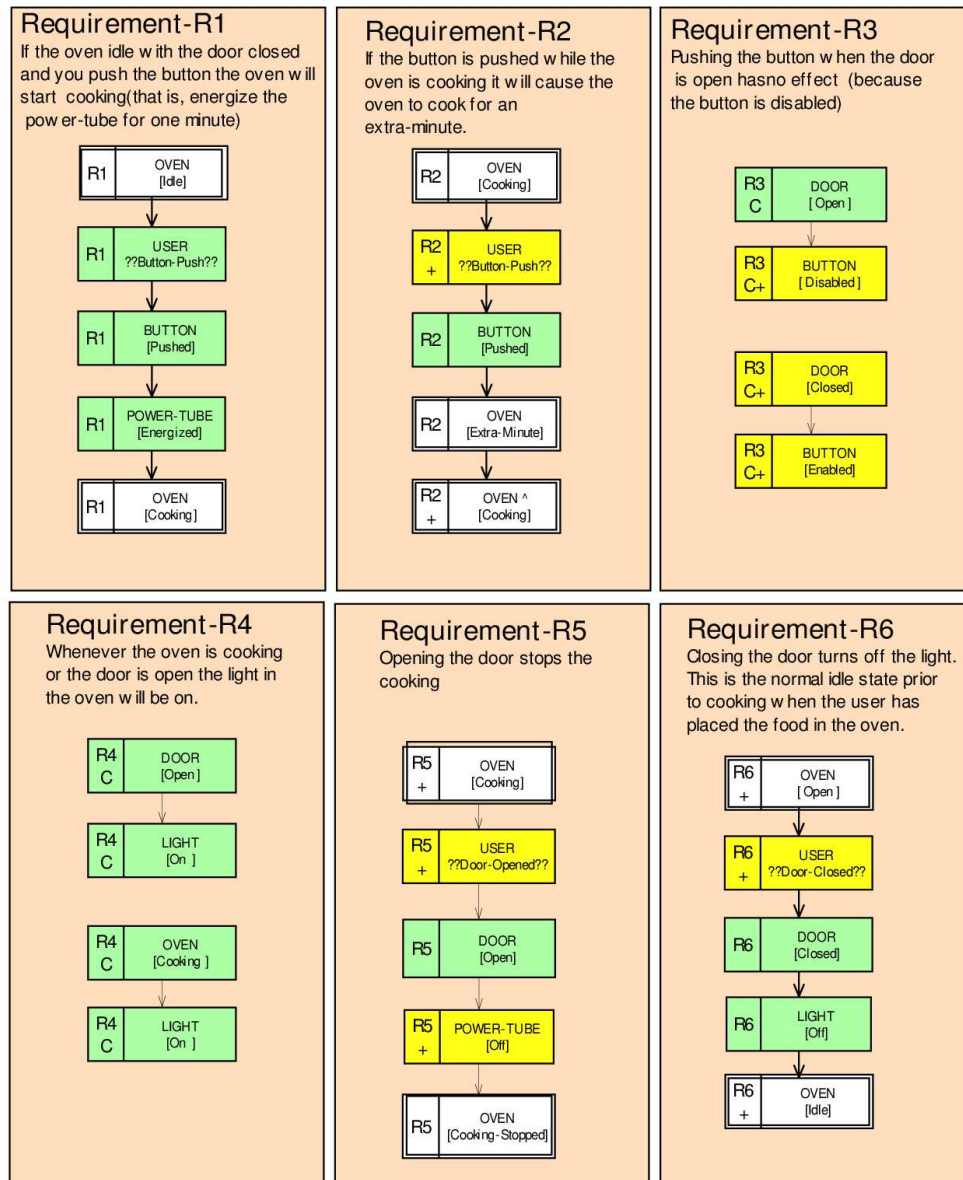 Requirement-R1
If the oven idle with the door closed
and you push the button the oven will
start cooking(that is, energize the
power-tube for one minute)
R1
OVEN
[Idle]
R1
USER
??Button-Push??
R1
BUTTON
[Pushed]
R1
POWER-TUBE
[Energized]
R1
OVEN
[Cooking]
Requirement-R2
If the button is pushed while the
oven is cooking it will cause the
oven to cook for an
extra-minute.
R2
OVEN
[Cooking]
R2
+
USER
??Button-Push??
R2
BUTTON
[Pushed]
R2
OVEN
[Extra-Minute]
R2
+
OVEN ^
[Cooking]
Requirement-R3
Pushing the button when the door
is open hasno effect (because
the button is disabled)
R3
C
DOOR
[ Open ]
R3
C+
BUTTON
[ Disabled ]
R3
C+
DOOR
[Closed]
R3
C+
BUTTON
[Enabled]
Requirement-R4
Whenever the oven is cooking
or the door is open the light in
the oven will be on.
R4
C
DOOR
[Open ]
R4
C
LIGHT
[On ]
R4
C
OVEN
[Cooking ]
R4
C
LIGHT
[On ]
Requirement-R5
Opening the door stops the
cooking
R5
+
OVEN
[Cooking]
R5
+
USER
??Door-Opened??
R5
DOOR
[Open]
R5
+
POWER-TUBE
[Off]
R5
OVEN
[Cooking-Stopped]
Requirement-R6
Closing the door turns off the light.
This is the normal idle state prior
to cooking when the user has
placed the food in the oven.
R6
+
OVEN
[ Open ]
R6
+
USER
??Door-Closed??
R6
DOOR
[Closed]
R6
LIGHT
[Off]
R6
+
OVEN
[Idle]